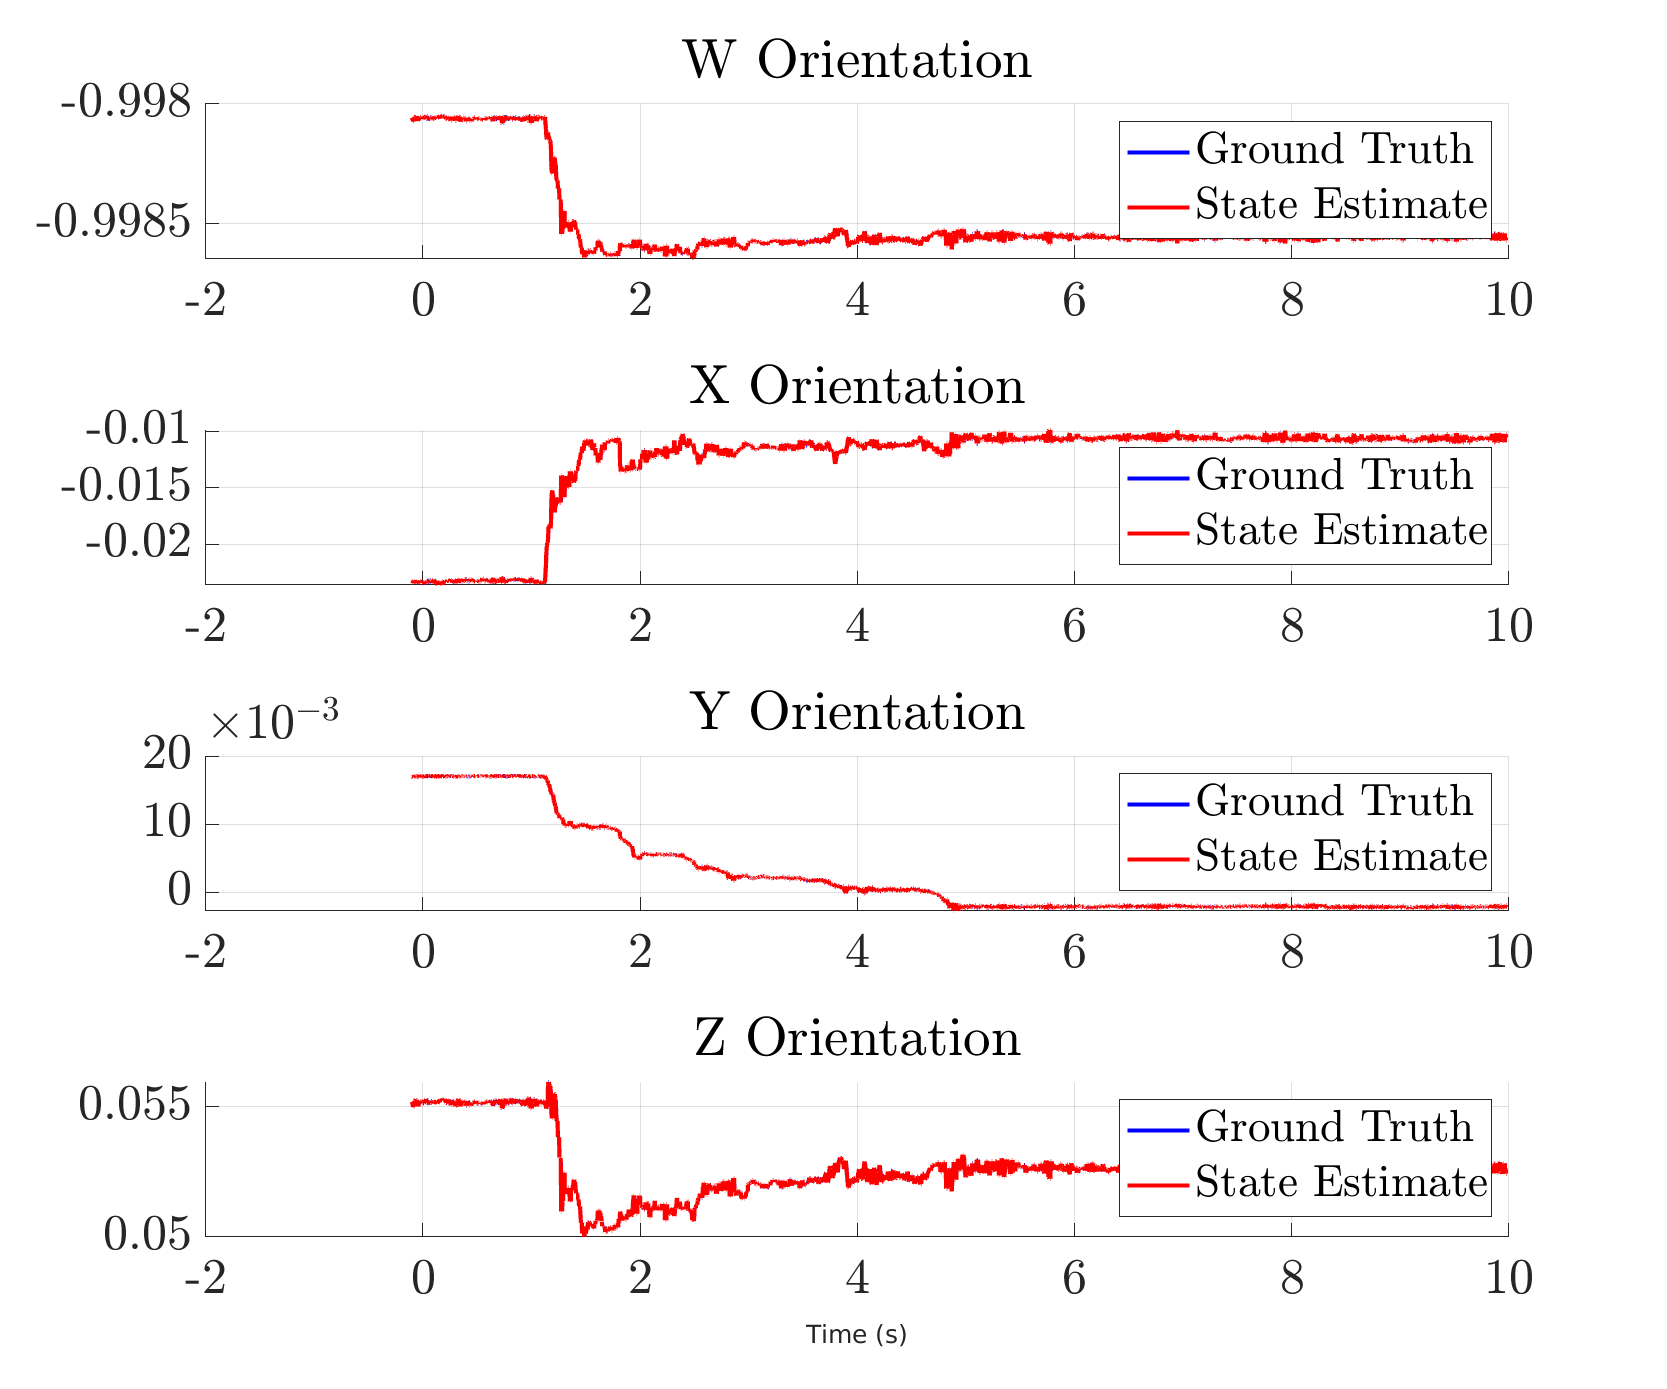 W Orientation
-0.998
-0.9985
Ground Truth
State Estimate
-2 0 2 4 6 8 10
X Orientation
-0.01
-0.015
-0.02
Ground Truth
State Estimate
-2 0 2 4 6 8 10
Y Orientation
×10⁻³
20
10
0
Ground Truth
State Estimate
-2 0 2 4 6 8 10
Z Orientation
0.055
0.05
Ground Truth
State Estimate
-2 0 2 4 6 8 10
Time (s)